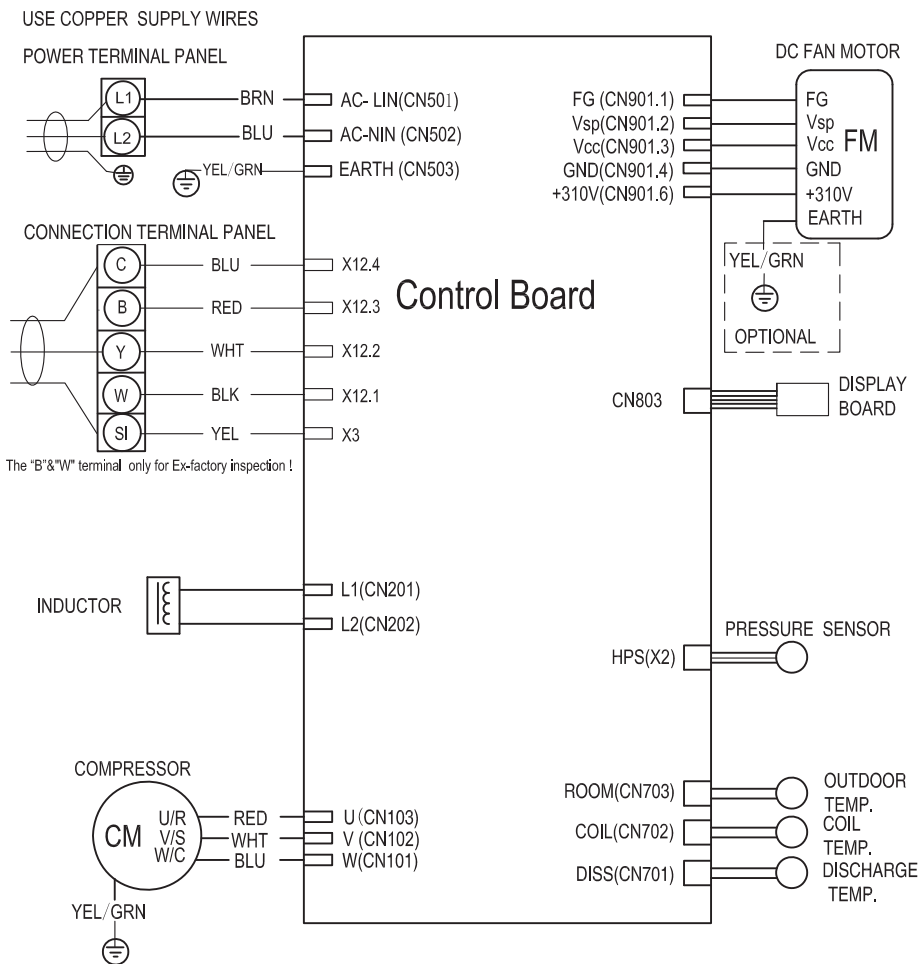 USE COPPER SUPPLY WIRES
POWER TERMINAL PANEL
L1
BRN
AC- LIN(CN501)
L2
BLU
AC-NIN (CN502)
YEL/GRN
EARTH (CN503)
CONNECTION TERMINAL PANEL
C
BLU
X12.4
B
RED
X12.3
Y
WHT
X12.2
W
BLK
X12.1
SI
YEL
X3
The "B"&"W" terminal only for Ex-factory inspection !
INDUCTOR
L1(CN201)
L2(CN202)
COMPRESSOR
CM
U/R
RED
U(CN103)
V/S
WHT
V (CN102)
W/C
BLU
W(CN101)
YEL/GRN
Control Board
DC FAN MOTOR
FG (CN901.1)
FG
Vsp(CN901.2)
Vsp
Vcc(CN901.3)
Vcc
FM
GND(CN901.4)
GND
+310V(CN901.6)
+310V
EARTH
YEL/GRN
OPTIONAL
CN803
DISPLAY
BOARD
PRESSURE SENSOR
HPS(X2)
ROOM(CN703)
OUTDOOR
TEMP.
COIL(CN702)
COIL
TEMP.
DISS(CN701)
DISCHARGE
TEMP.